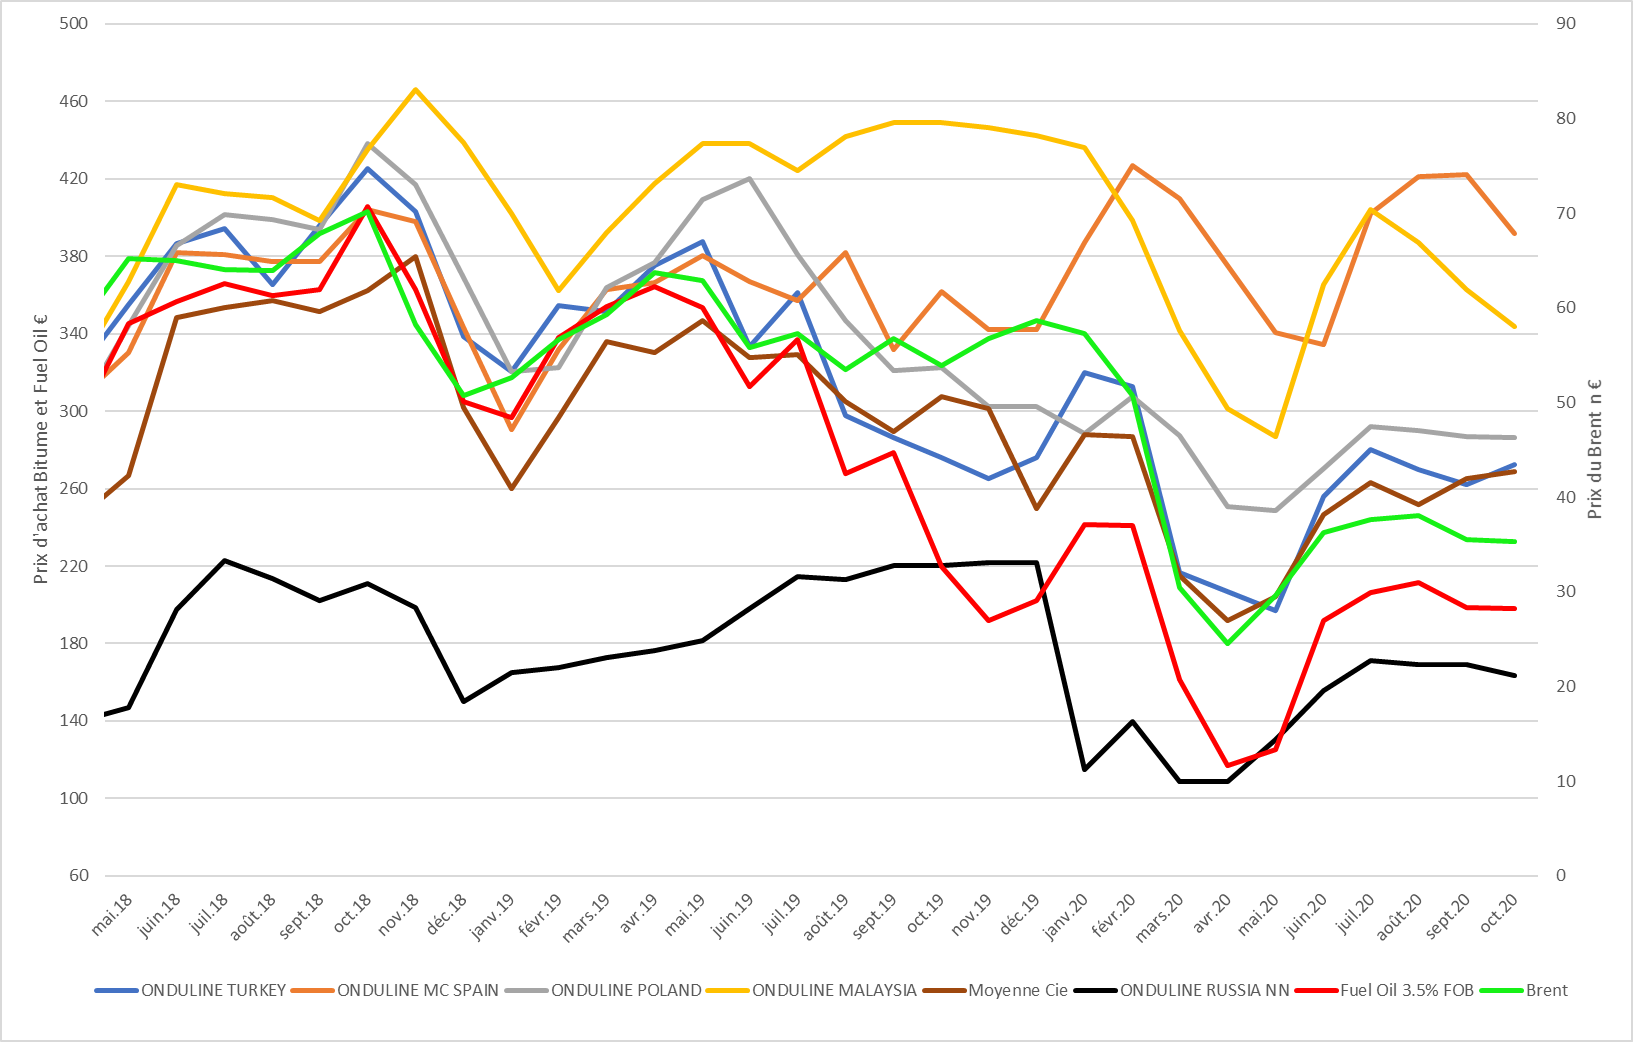 500
460
420
380
340
300
260
220
180
140
100
60
Prix d'achat Bitume et Fuel Oil €
90
80
70
60
50
40
30
20
10
0
Prix du Brent n €
mai.18
juin.18
juil.18
août.18
sept.18
oct.18
nov.18
déc.18
janv.19
févr.19
mars.19
avr.19
mai.19
juin.19
juil.19
août.19
sept.19
oct.19
nov.19
déc.19
janv.20
févr.20
mars.20
avr.20
mai.20
juin.20
juil.20
août.20
sept.20
oct.20
ONDULINE TURKEY ONDULINE MC SPAIN ONDULINE POLAND ONDULINE MALAYSIA Moyenne Cie ONDULINE RUSSIA NN Fuel Oil 3.5% FOB Brent